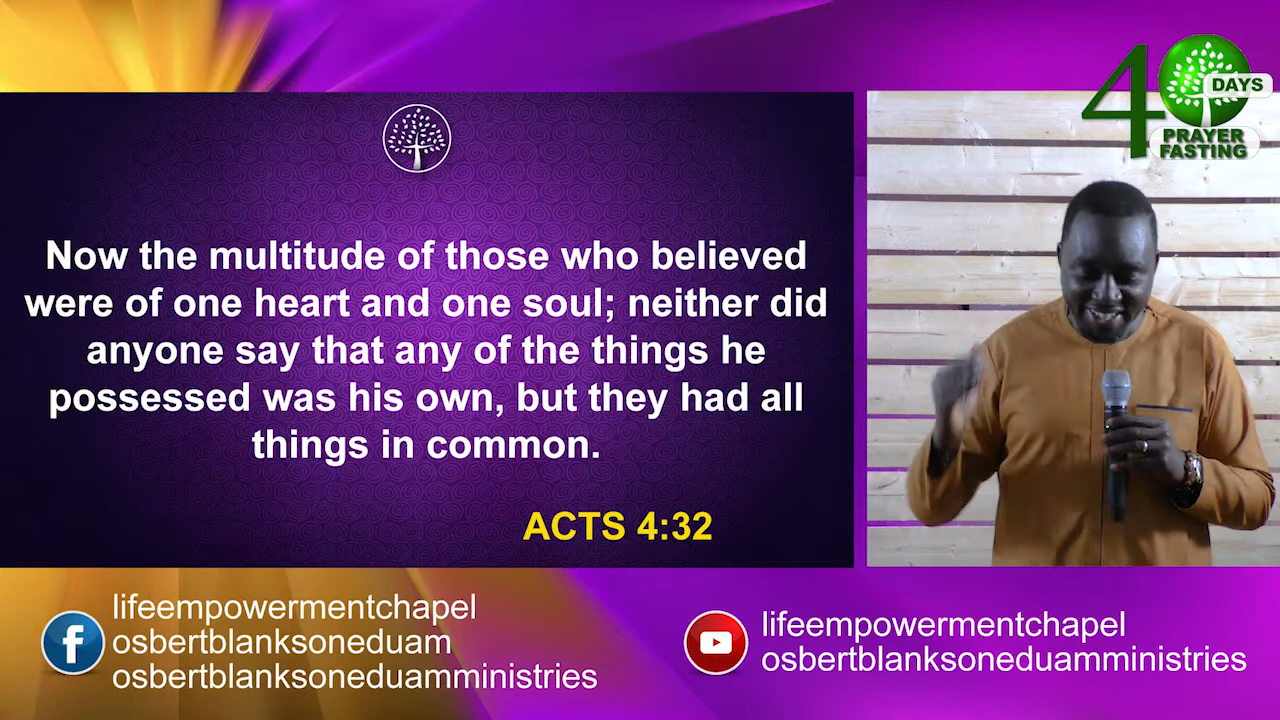 40
DAYS
PRAYER
FASTING
Now the multitude of those who believed
were of one heart and one soul; neither did
anyone say that any of the things he
possessed was his own, but they had all
things in common.
ACTS 4:32
f
lifeempowermentchapel
osbertblanksoneduam
osbertblanksoneduamministries
lifeempowermentchapel
osbertblanksoneduamministries